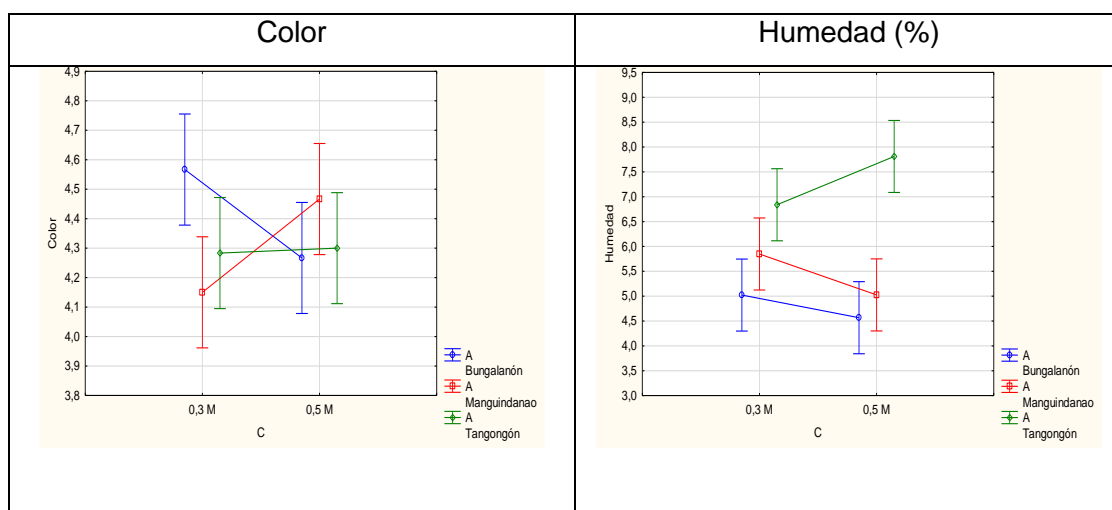 Color
Humedad (%)
4,9
4,8
4,7
4,6
4,5
4,4
4,3
4,2
4,1
4,0
3,9
3,8
Color
0,3 M
0,5 M
C
A
Bungalanón
A
Manguindanao
A
Tangongón
9,5
9,0
8,5
8,0
7,5
7,0
6,5
6,0
5,5
5,0
4,5
4,0
3,5
3,0
Humedad
0,3 M
0,5 M
C
A
Bungalanón
A
Manguindanao
A
Tangongón